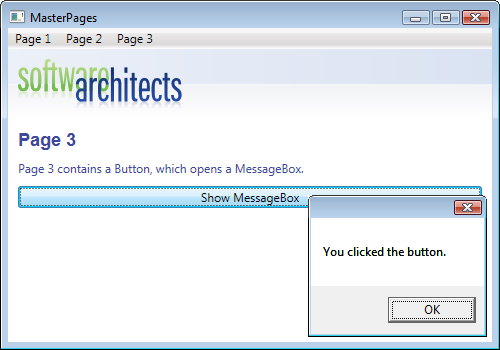 MasterPages
Page 1 Page 2 Page 3
software
architects
Page 3
Page 3 contains a Button, which opens a MessageBox.
Show MessageBox
You clicked the button.
OK